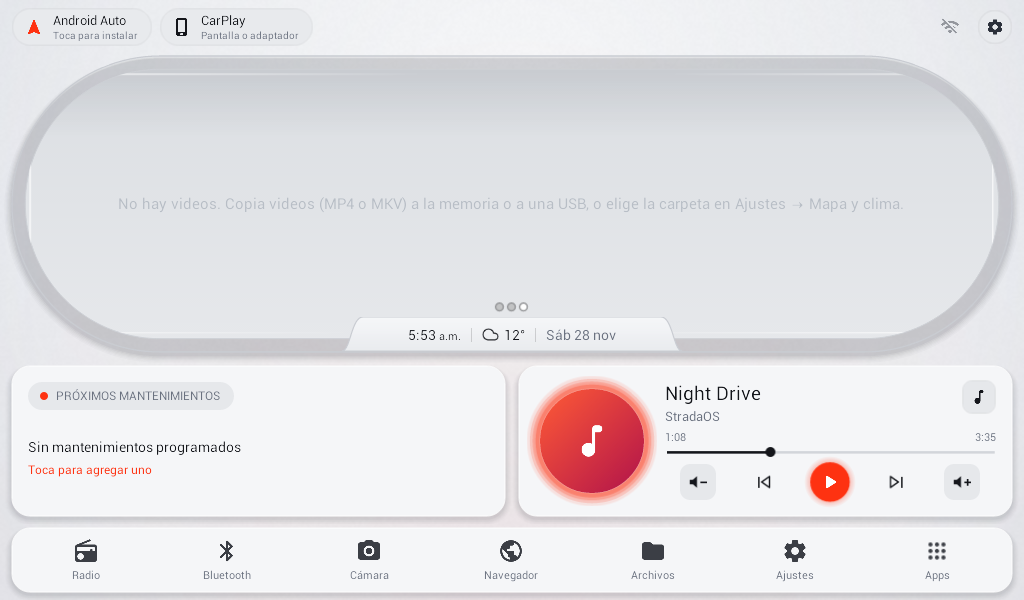 Android Auto
Toca para instalar
CarPlay
Pantalla o adaptador
No hay videos. Copia videos (MP4 o MKV) a la memoria o a una USB, o elige la carpeta en Ajustes → Mapa y clima.
5:53 a.m. 12° Sáb 28 nov
PRÓXIMOS MANTENIMIENTOS
Sin mantenimientos programados
Toca para agregar uno
Night Drive
StradaOS
1:08 3:35
Radio Bluetooth Cámara Navegador Archivos Ajustes Apps